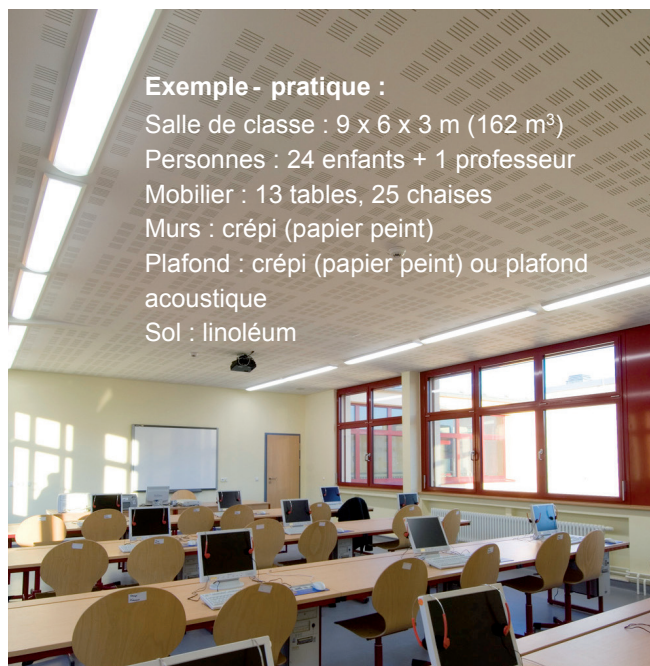 Exemple - pratique :
Salle de classe : 9 x 6 x 3 m (162 m³)
Personnes : 24 enfants + 1 professeur
Mobilier : 13 tables, 25 chaises
Murs : crépi (papier peint)
Plafond : crépi (papier peint) ou plafond
acoustique
Sol : linoléum